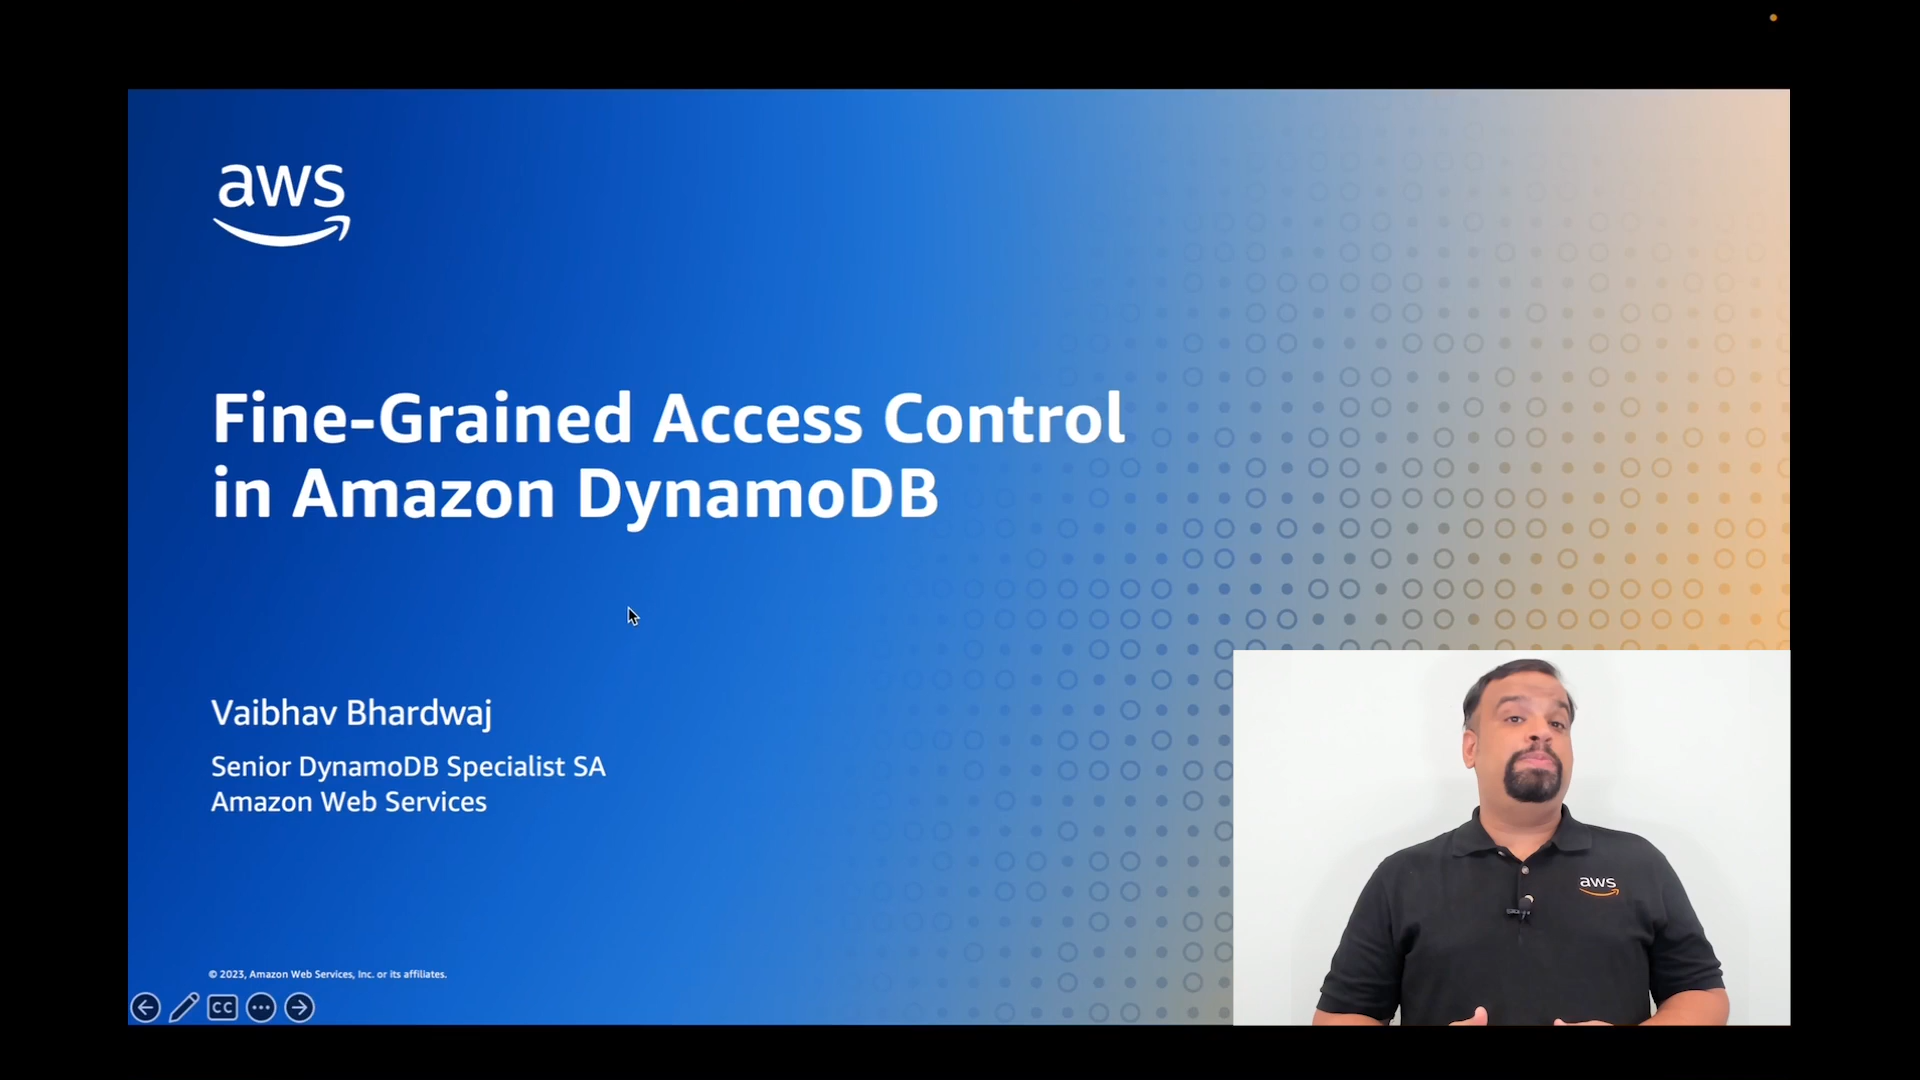 aws
Fine-Grained Access Control
in Amazon DynamoDB
Vaibhav Bhardwaj
Senior DynamoDB Specialist SA
Amazon Web Services
© 2023, Amazon Web Services, Inc. or its affiliates.
CC
aws